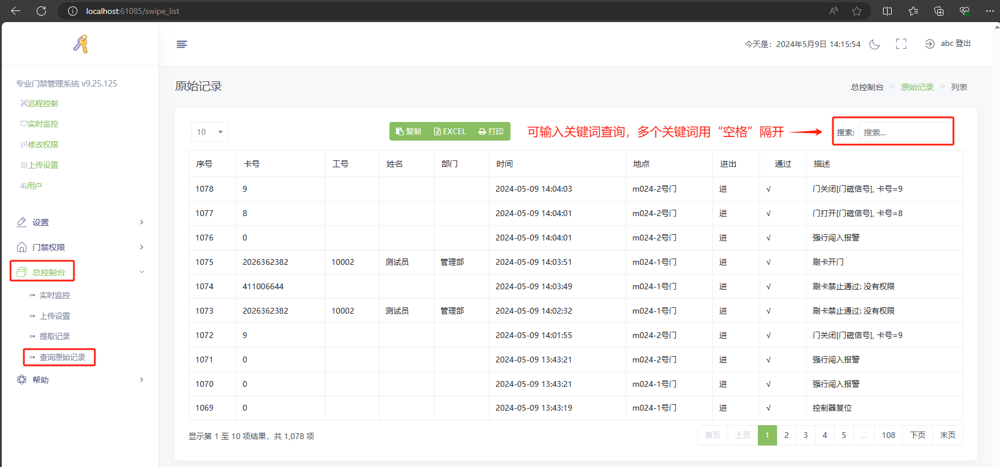 localhost:61085/swipe_list
今天是：2024年5月9日 14:15:54
abc 登出
专业门禁管理系统 v9.25.125
远程控制
实时监控
修改权限
上传设置
用户
设置
门禁权限
总控制台
实时监控
上传设置
提取记录
查询原始记录
帮助
原始记录
总控制台 » 原始记录 » 列表
10
复制 EXCEL 打印
可输入关键词查询，多个关键词用“空格”隔开
搜索: 搜索...
序号 卡号 工号 姓名 部门 时间 地点 进出 通过 描述
1078 9 2024-05-09 14:04:03 m024-2号门 进 √ 门关闭[门磁信号], 卡号=9
1077 8 2024-05-09 14:04:01 m024-2号门 进 √ 门打开[门磁信号], 卡号=8
1076 0 2024-05-09 14:04:01 m024-2号门 进 √ 强行闯入报警
1075 2026362382 10002 测试员 管理部 2024-05-09 14:03:51 m024-1号门 进 √ 刷卡开门
1074 411006644 2024-05-09 14:03:49 m024-1号门 进 √ 刷卡禁止通过: 没有权限
1073 2026362382 10002 测试员 管理部 2024-05-09 14:02:32 m024-1号门 进 √ 刷卡禁止通过: 没有权限
1072 9 2024-05-09 14:01:55 m024-2号门 进 √ 门关闭[门磁信号], 卡号=9
1071 0 2024-05-09 13:43:21 m024-2号门 进 √ 强行闯入报警
1070 0 2024-05-09 13:43:21 m024-1号门 进 √ 强行闯入报警
1069 0 2024-05-09 13:43:19 m024-1号门 进 √ 控制器复位
显示第 1 至 10 项结果，共 1,078 项
首页 上页 1 2 3 4 5 ... 108 下页 末页